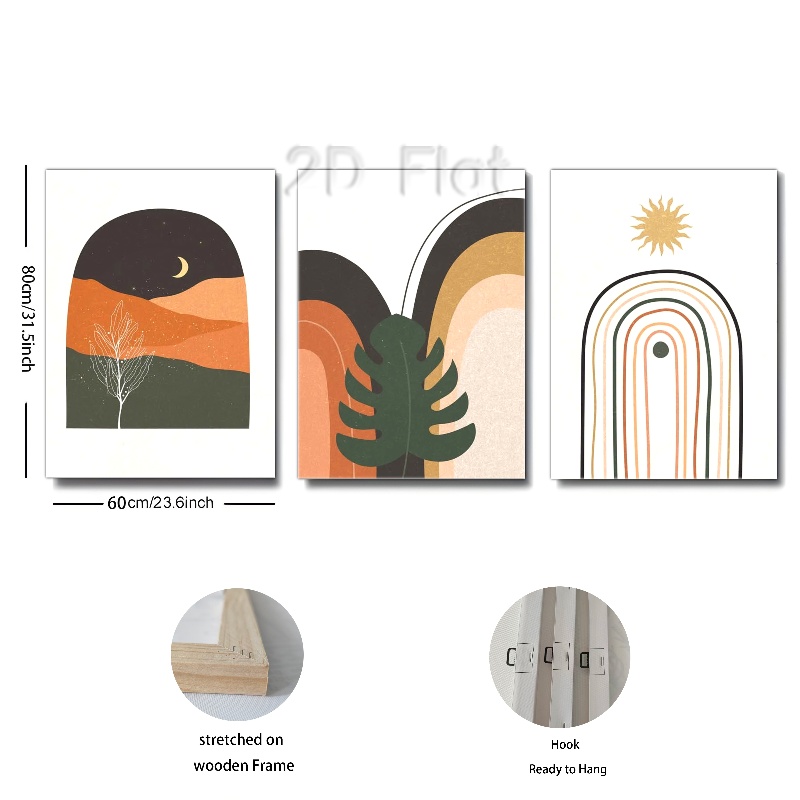 2D Flat
80cm/31.5inch
60cm/23.6inch
stretched on
wooden Frame
Hook
Ready to Hang